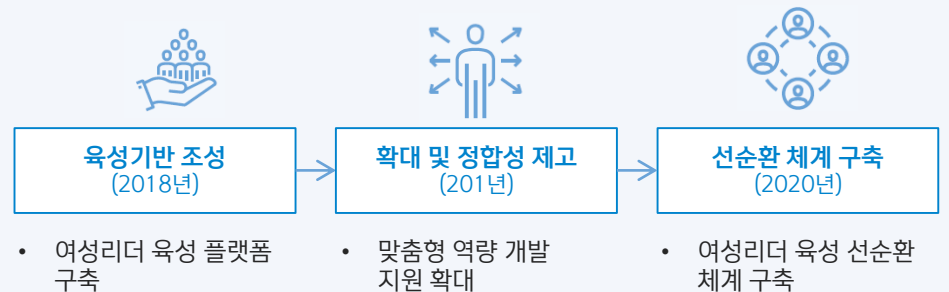 육성기반 조성
(2018년)
확대 및 정합성 제고
(201년)
선순환 체계 구축
(2020년)
• 여성리더 육성 플랫폼
구축
• 맞춤형 역량 개발
지원 확대
• 여성리더 육성 선순환
체계 구축